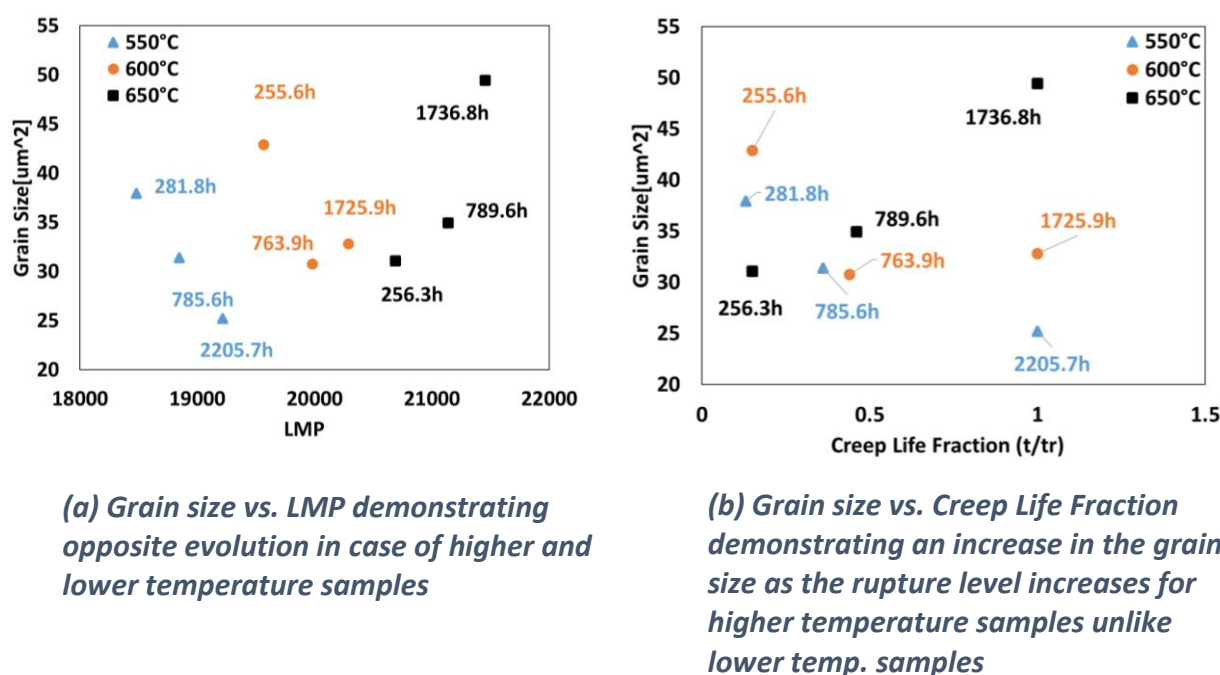 55
50
45
40
35
30
25
20
Grain Size[um^2]
550°C
600°C
650°C
255.6h
1736.8h
281.8h
1725.9h
789.6h
763.9h
256.3h
785.6h
2205.7h
18000 19000 20000 21000 22000
LMP
(a) Grain size vs. LMP demonstrating
opposite evolution in case of higher and
lower temperature samples
55
50
45
40
35
30
25
20
Grain Size[um^2]
550°C
600°C
650°C
255.6h
1736.8h
281.8h
789.6h
1725.9h
763.9h
256.3h
785.6h
2205.7h
0 0.5 1 1.5
Creep Life Fraction (t/tr)
(b) Grain size vs. Creep Life Fraction
demonstrating an increase in the grain
size as the rupture level increases for
higher temperature samples unlike
lower temp. samples